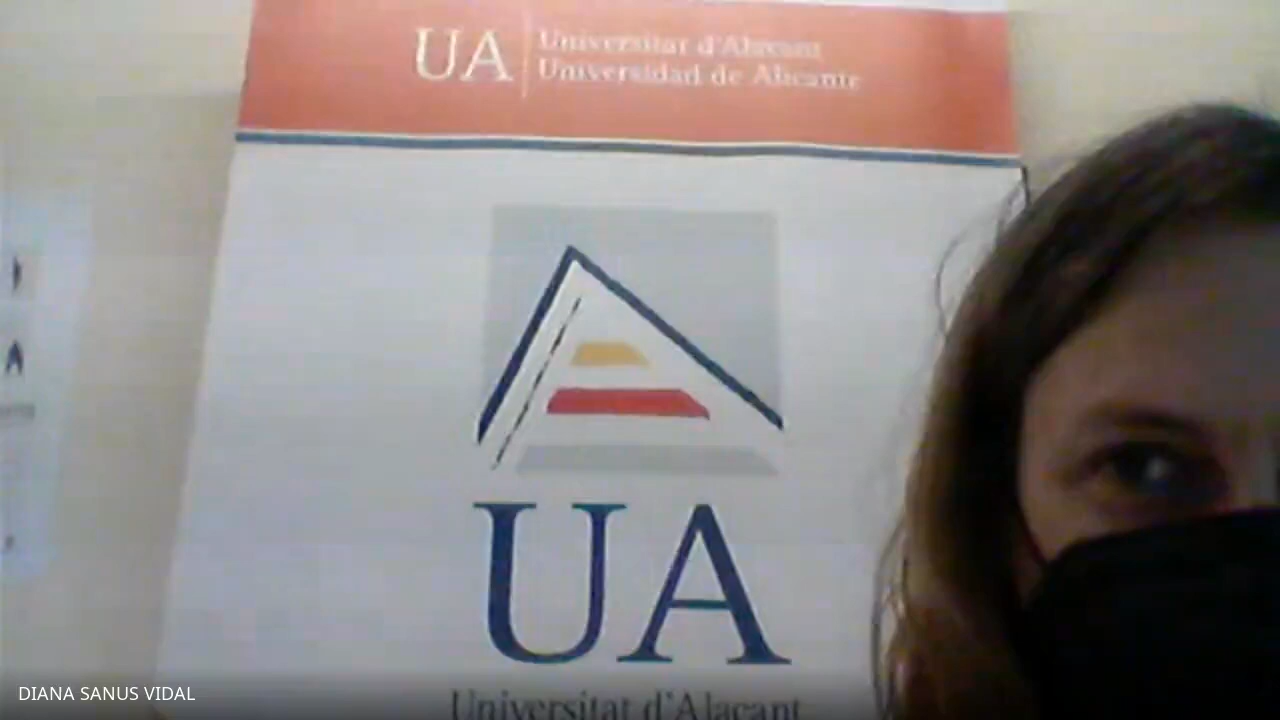 UA
Universitat d'Alacant
Universidad de Alicante
UA
Universitat d'Alacant
DIANA SANUS VIDAL